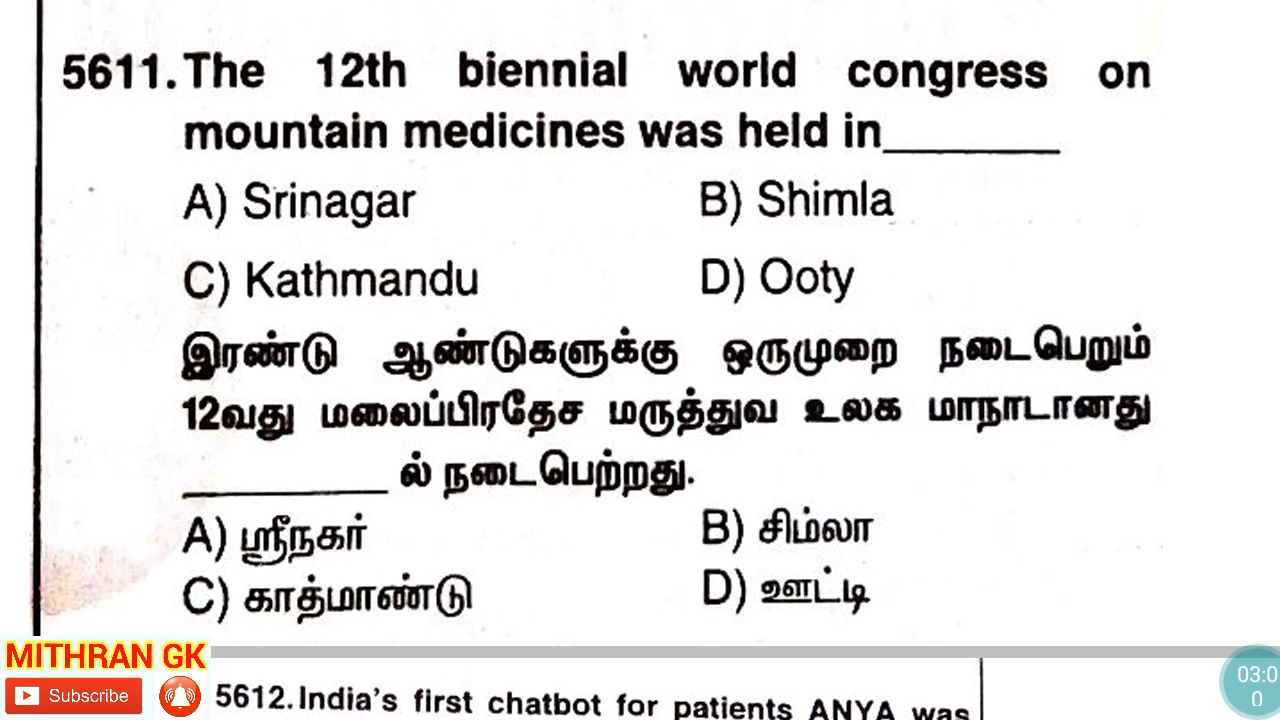 5611. The 12th biennial world congress on
mountain medicines was held in________
A) Srinagar B) Shimla
C) Kathmandu D) Ooty
இரண்டு ஆண்டுகளுக்கு ஒருமுறை நடைபெறும்
12வது மலைப்பிரதேச மருத்துவ உலக மாநாடானது
__________ ல் நடைபெற்றது.
A) ஸ்ரீநகர் B) சிம்லா
C) காத்மாண்டு D) ஊட்டி
MITHRAN GK
Subscribe
03:0
0
5612. India's first chatbot for patients ANYA was